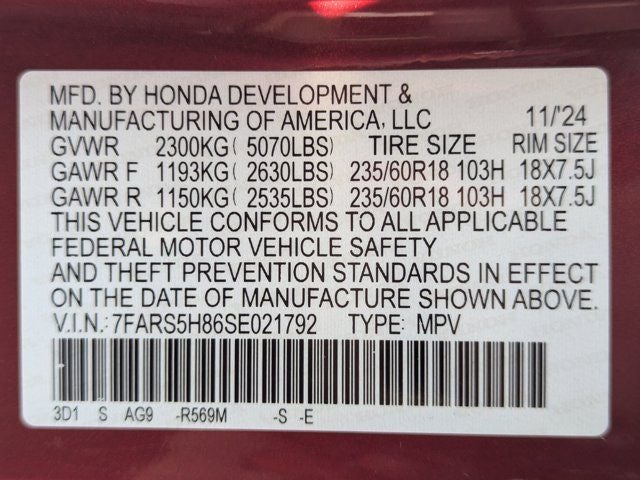 MFD. BY HONDA DEVELOPMENT &
MANUFACTURING OF AMERICA, LLC 11/24
GVWR 2300KG( 5070LBS) TIRE SIZE RIM SIZE
GAWR F 1193KG( 2630LBS) 235/60R18 103H 18X7.5J
GAWR R 1150KG( 2535LBS) 235/60R18 103H 18X7.5J
THIS VEHICLE CONFORMS TO ALL APPLICABLE
FEDERAL MOTOR VEHICLE SAFETY
AND THEFT PREVENTION STANDARDS IN EFFECT
ON THE DATE OF MANUFACTURE SHOWN ABOVE.
V.I.N.: 7FARS5H86SE021792 TYPE: MPV
3D1 S AG9 -R569M -S -E